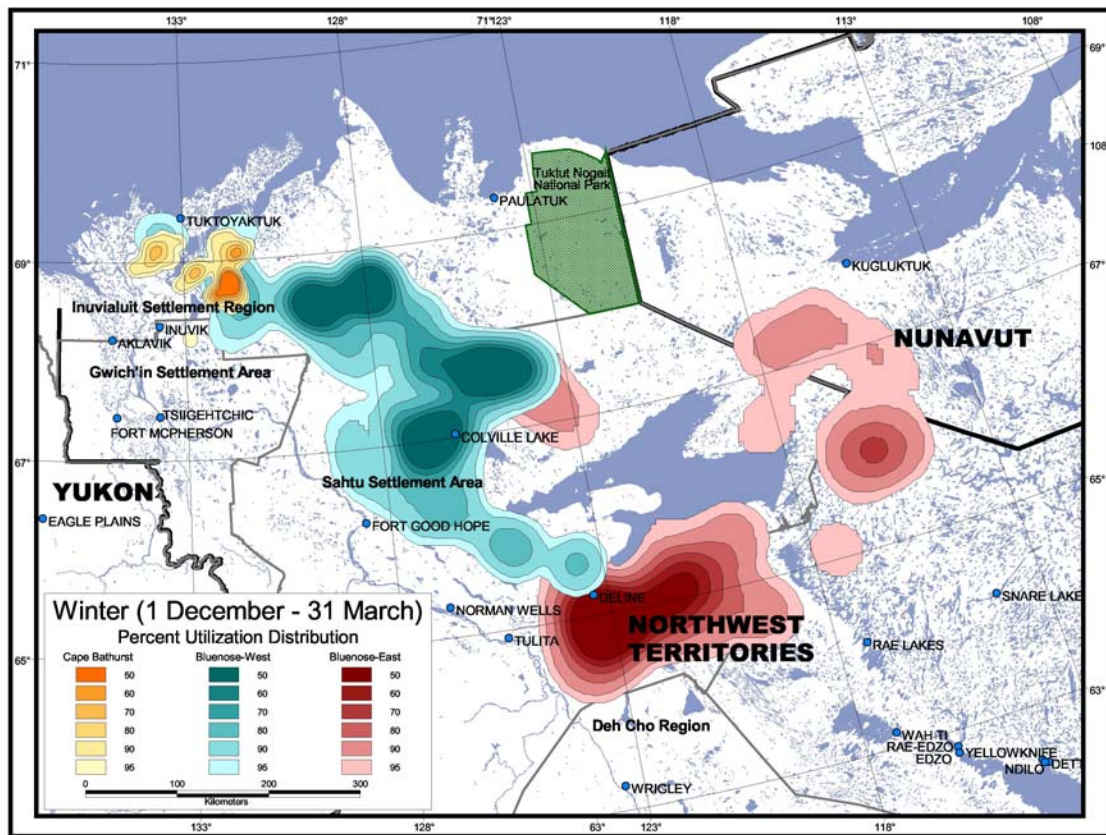 133° 128° 71° 123° 118° 113° 108°
71°
69°
108°
Tuktut Nogait
National Park
PAULATUK
TUKTOYAKTUK
69°
KUGLUKTUK
67°
Inuvialuit Settlement Region
INUVIK
AKLAVIK
NUNAVUT
Gwich'in Settlement Area
TSIIGEHTCHIC
FORT MCPHERSON
COLVILLE LAKE
67°
Sahtu Settlement Area
65°
YUKON
EAGLE PLAINS
FORT GOOD HOPE
DELINE
SNARE LAKE
NORMAN WELLS
NORTHWEST
TERRITORIES
TULITA
RAE LAKES
65°
63°
Deh Cho Region
WAH TI
RAE-EDZO
EDZO
YELLOWKNIFE
NDILO
DET
WRIGLEY
Winter (1 December - 31 March)
Percent Utilization Distribution
Cape Bathurst Bluenose-West Bluenose-East
50 50 50
60 60 60
70 70 70
80 80 80
90 90 90
95 95 95
0 100 200 300
Kilometers
133° 128° 63° 123° 118°